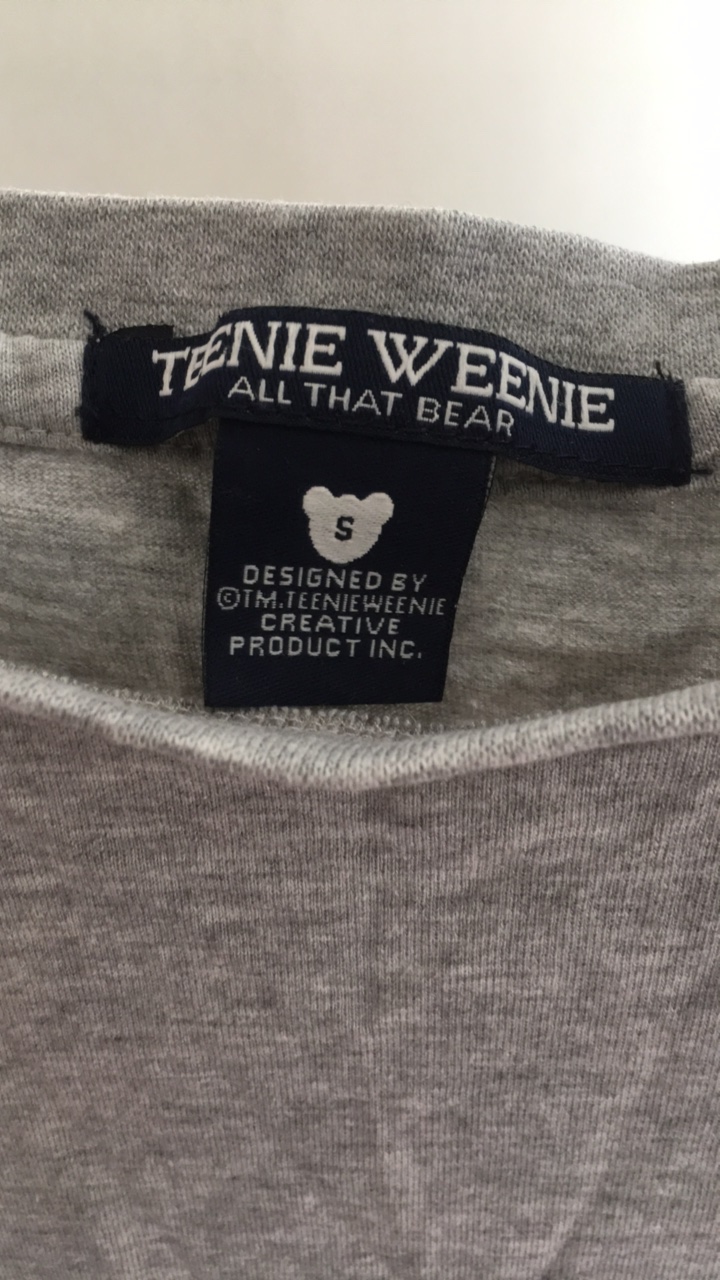 TEENIE WEENIE
ALL THAT BEAR
S
DESIGNED BY
©TM.TEENIEWEENIE
CREATIVE
PRODUCT INC.